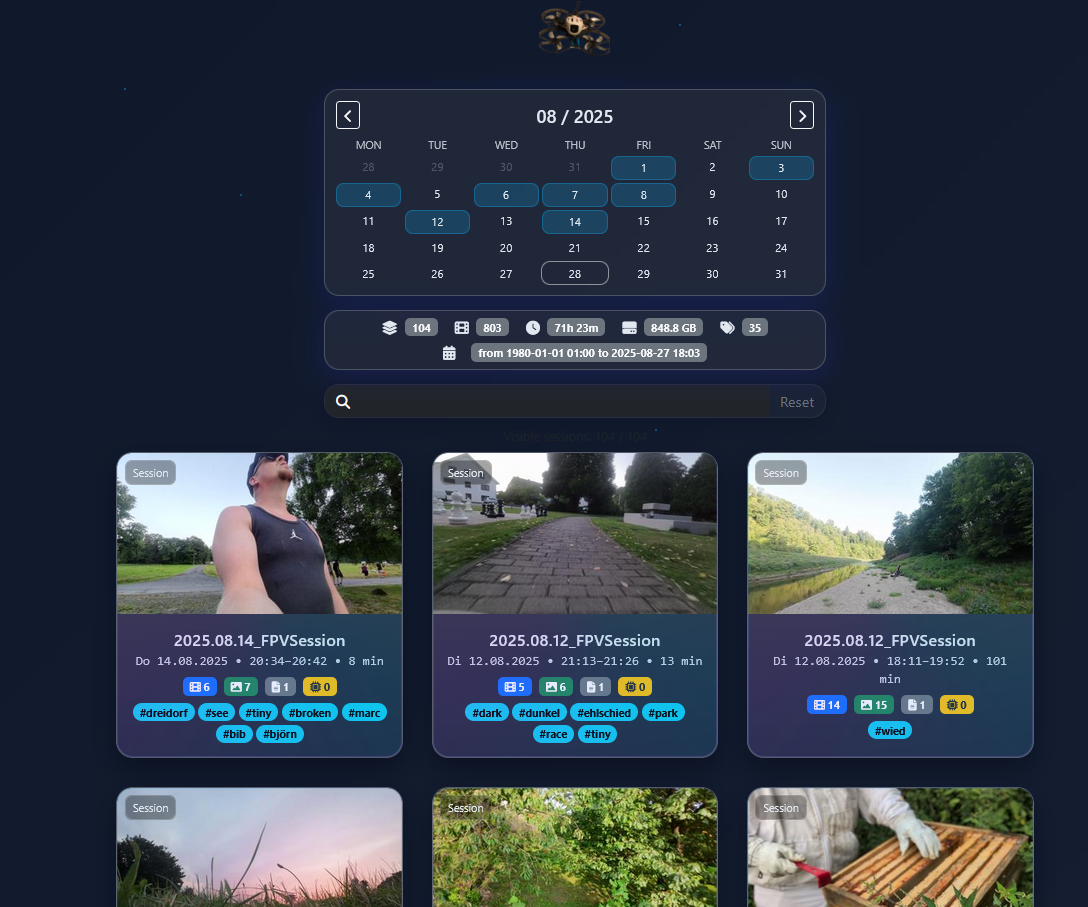 08 / 2025
MON TUE WED THU FRI SAT SUN
28 29 30 31 1 2 3
4 5 6 7 8 9 10
11 12 13 14 15 16 17
18 19 20 21 22 23 24
25 26 27 28 29 30 31
104 803 71h 23m 848.8 GB 35
from 1980-01-01 01:00 to 2025-08-27 18:03
Reset
Visible sessions: 104 / 104
Session
2025.08.14_FPVSession
Do 14.08.2025 • 20:34–20:42 • 8 min
6 7 1 0
#dreidorf #see #tiny #broken #marc
#bib #björn
Session
2025.08.12_FPVSession
Di 12.08.2025 • 21:13–21:26 • 13 min
5 6 1 0
#dark #dunkel #ehlschied #park
#race #tiny
Session
2025.08.12_FPVSession
Di 12.08.2025 • 18:11–19:52 • 101
min
14 15 1 0
#wied
Session
Session
Session